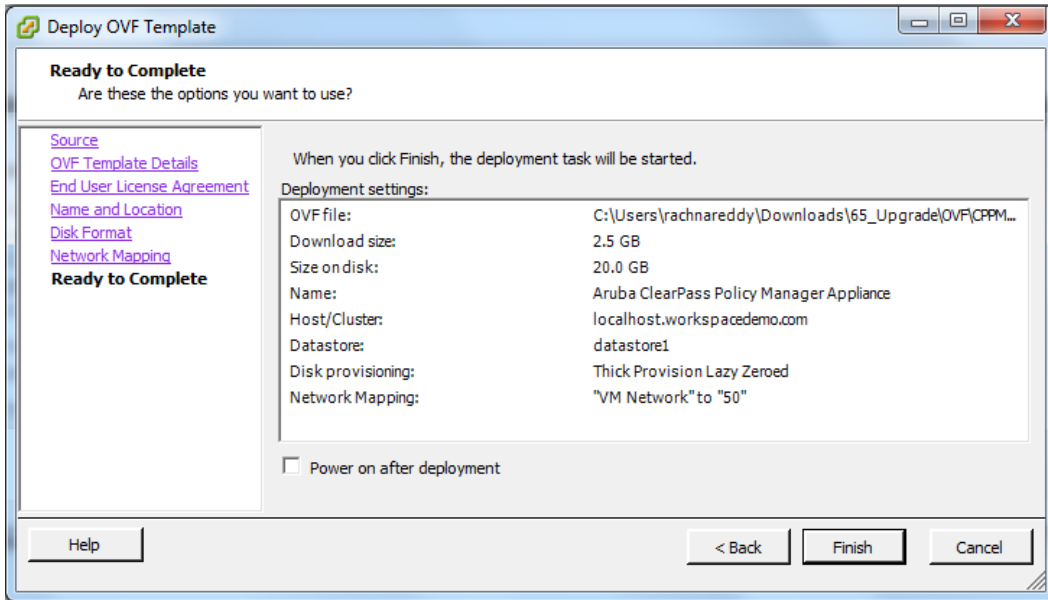 Deploy OVF Template
Ready to Complete
Are these the options you want to use?
Source
OVF Template Details
End User License Agreement
Name and Location
Disk Format
Network Mapping
Ready to Complete
When you click Finish, the deployment task will be started.
Deployment settings:
OVF file: C:\Users\rachnareddy\Downloads\65_Upgrade\OVF\CPPM...
Download size: 2.5 GB
Size on disk: 20.0 GB
Name: Aruba ClearPass Policy Manager Appliance
Host/Cluster: localhost.workspacedemo.com
Datastore: datastore1
Disk provisioning: Thick Provision Lazy Zeroed
Network Mapping: "VM Network" to "50"
Power on after deployment
Help
< Back
Finish
Cancel